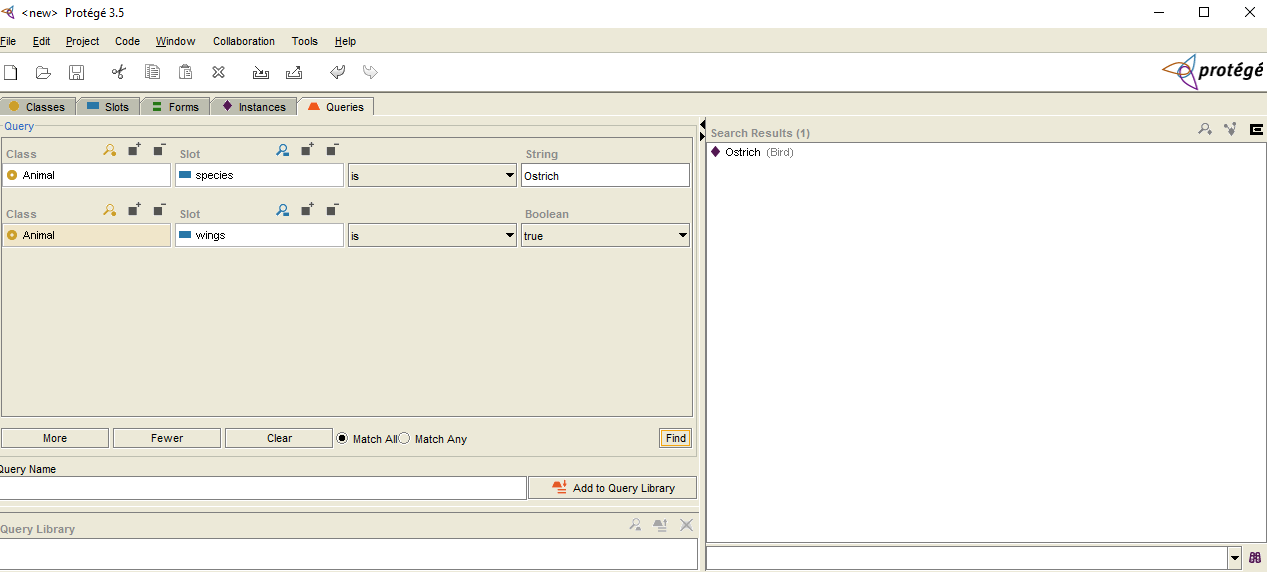 <new> Protégé 3.5
File Edit Project Code Window Collaboration Tools Help
protégé
Classes Slots Forms Instances Queries
Query
Class Slot String
Animal species is Ostrich
Class Slot Boolean
Animal wings is true
More Fewer Clear Match All Match Any Find
Query Name
Add to Query Library
Query Library
Search Results (1)
Ostrich (Bird)